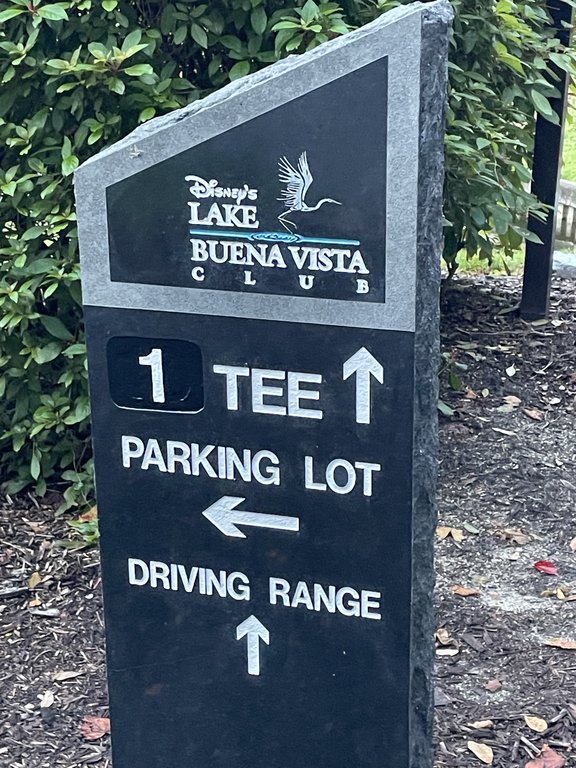 Disney's
LAKE
BUENA VISTA
CLUB
1 TEE ↑
PARKING LOT
←
DRIVING RANGE
↑